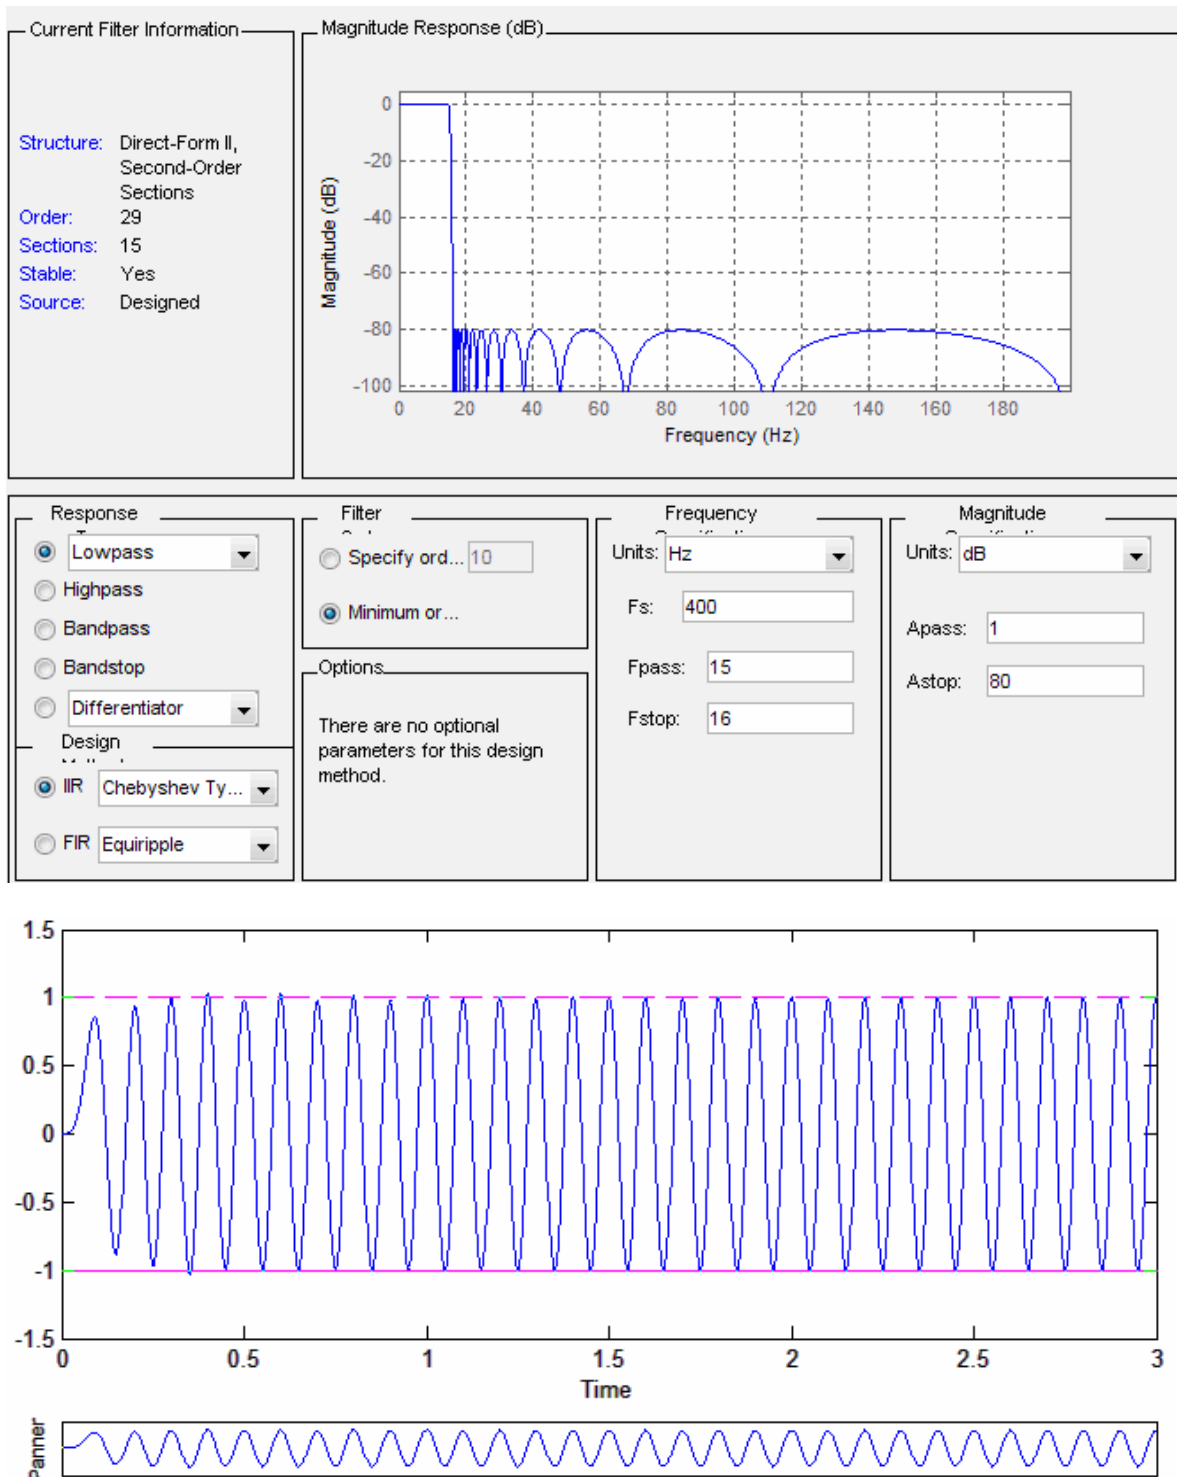 Current Filter Information
Structure: Direct-Form II,
Second-Order
Sections
Order: 29
Sections: 15
Stable: Yes
Source: Designed
Magnitude Response (dB)
0
-20
-40
-60
-80
-100
Magnitude (dB)
0 20 40 60 80 100 120 140 160 180
Frequency (Hz)
Response
Lowpass
Highpass
Bandpass
Bandstop
Differentiator
Design
IIR Chebyshev Ty...
FIR Equiripple
Filter
Specify ord... 10
Minimum or...
Options
There are no optional
parameters for this design
method.
Frequency
Units: Hz
Fs: 400
Fpass: 15
Fstop: 16
Magnitude
Units: dB
Apass: 1
Astop: 80
1.5
1
0.5
0
-0.5
-1
-1.5
0 0.5 1 1.5 2 2.5 3
Time
Panner